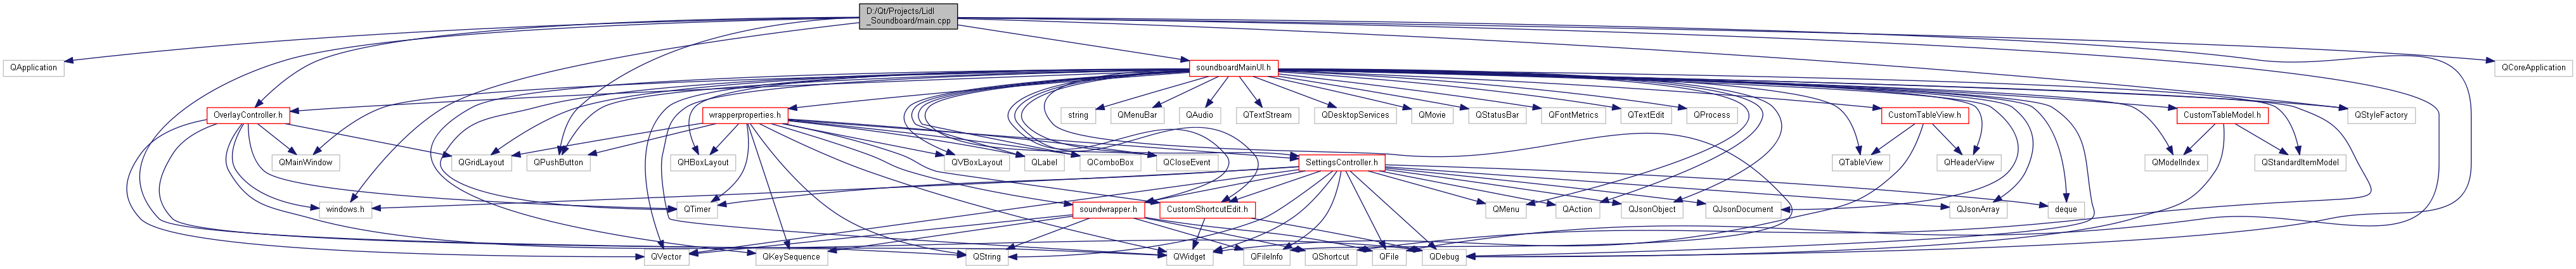 D:/Qt/Projects/Lidl
_Soundboard/main.cpp
QApplication
soundboardMainUI.h
QCoreApplication
OverlayController.h
wrapperproperties.h
string
QMenuBar
QAudio
QTextStream
QDesktopServices
QMovie
QStatusBar
QFontMetrics
QTextEdit
QProcess
CustomTableView.h
CustomTableModel.h
QStyleFactory
QMainWindow
QGridLayout
QPushButton
QHBoxLayout
QVBoxLayout
QLabel
QComboBox
QCloseEvent
SettingsController.h
QTableView
QHeaderView
QModelIndex
QStandardItemModel
windows.h
QTimer
soundwrapper.h
CustomShortcutEdit.h
QMenu
QAction
QJsonObject
QJsonDocument
QJsonArray
deque
QVector
QKeySequence
QString
QWidget
QFileInfo
QShortcut
QFile
QDebug